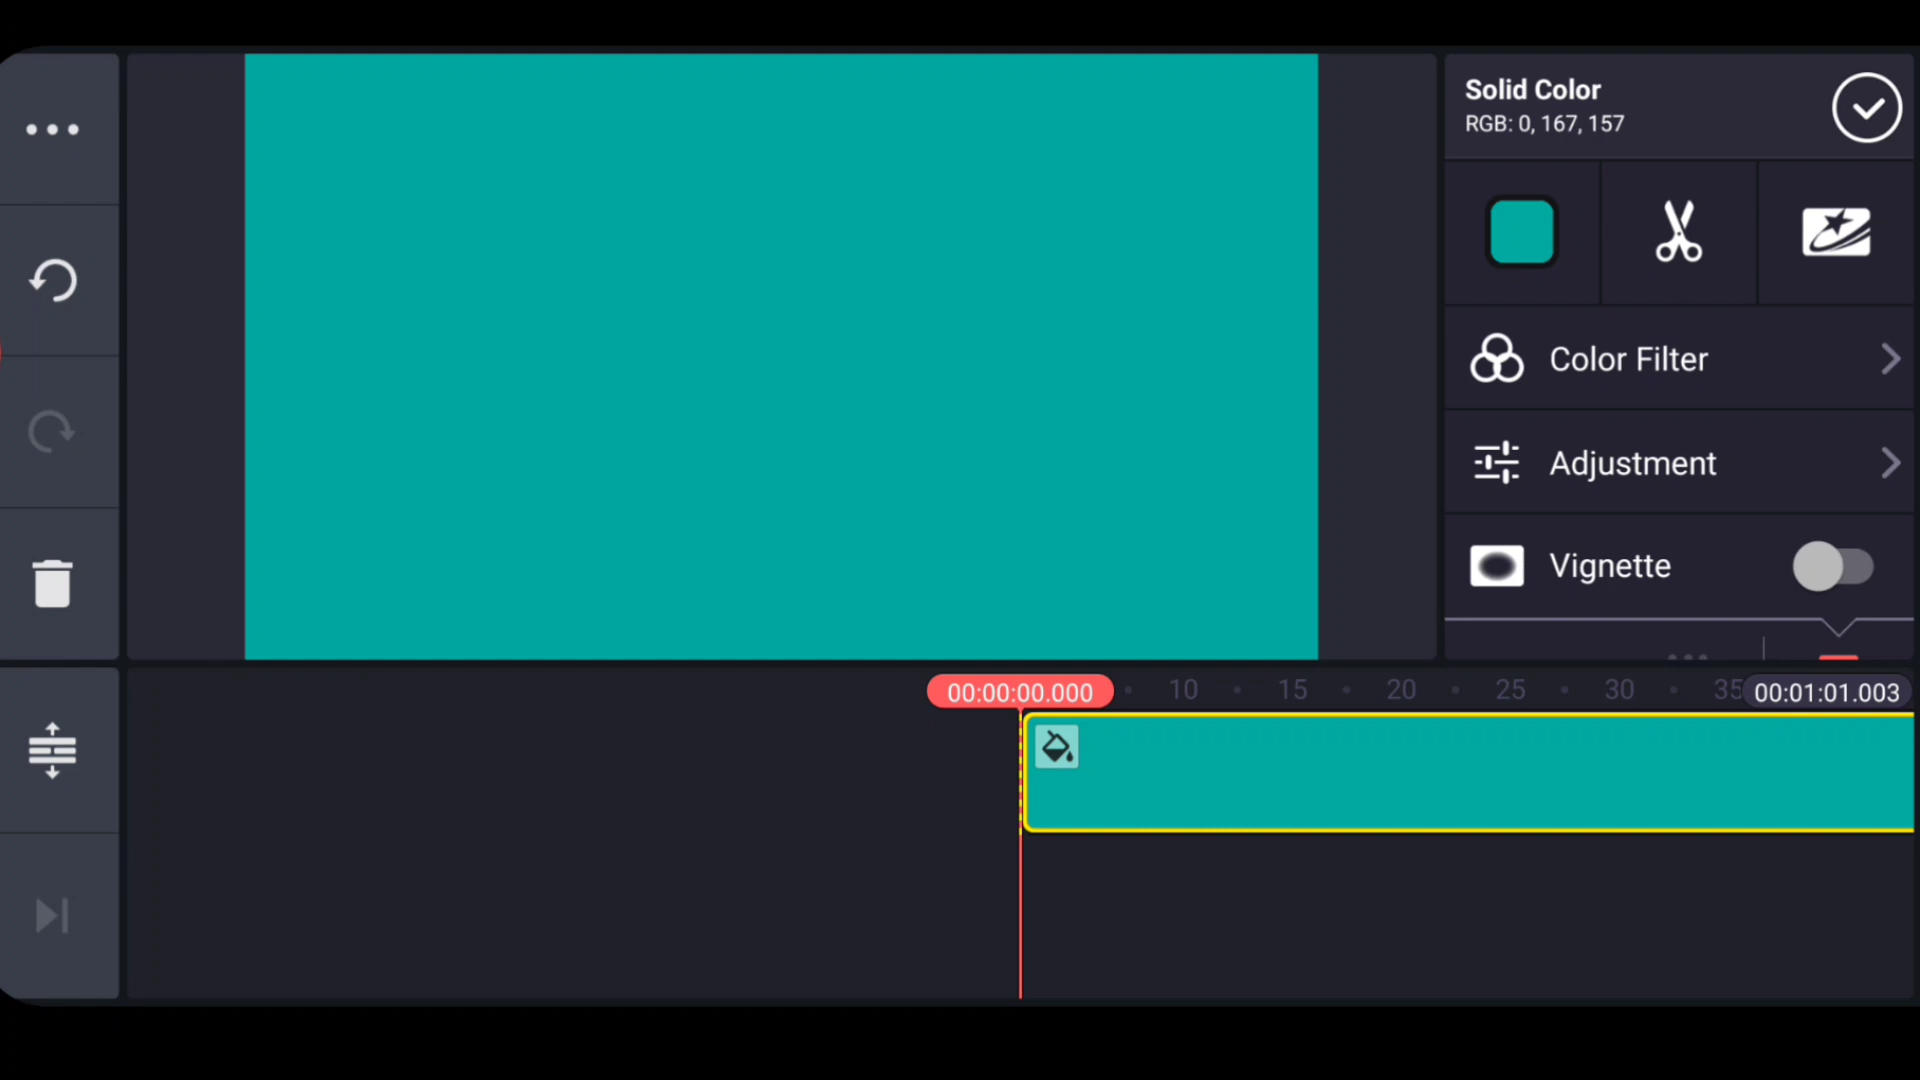 Solid Color
RGB: 0, 167, 157
Color Filter
Adjustment
Vignette
00:00:00.000 10 15 20 25 30 35 00:01:01.003